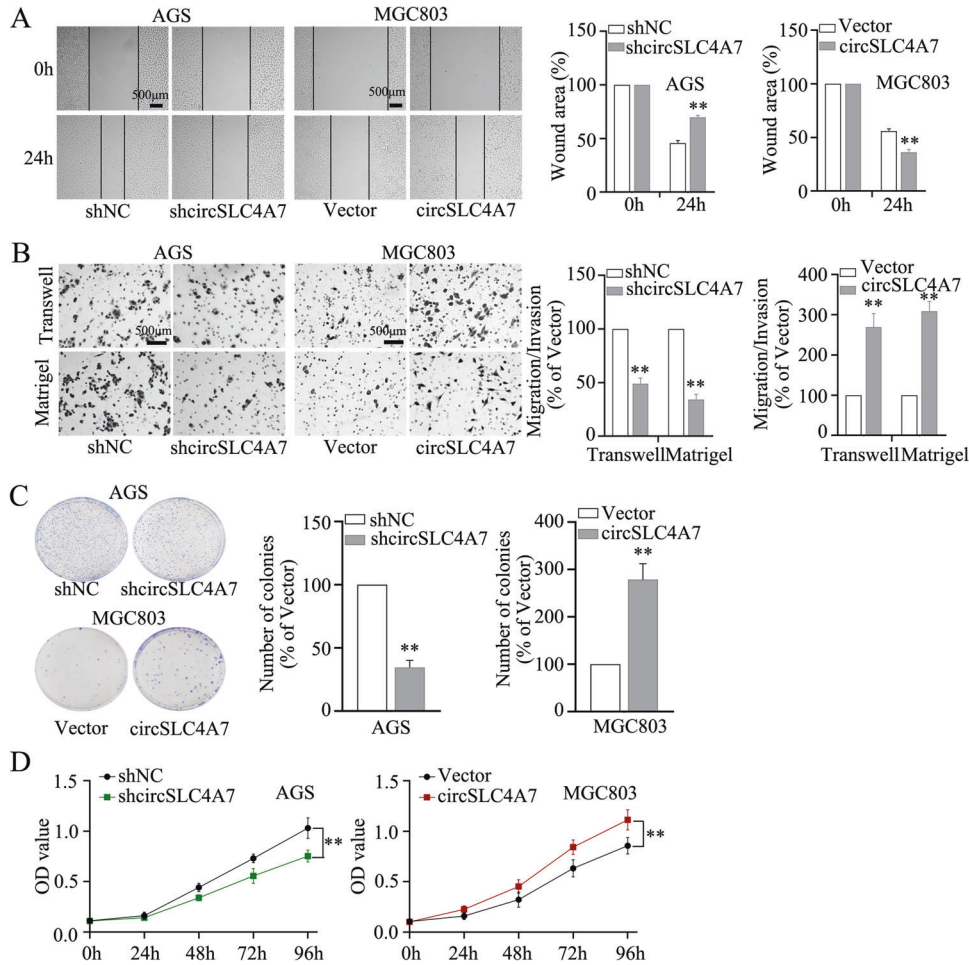 A
AGS
MGC803
0h
500μm
500μm
24h
shNC
shcircSLC4A7
Vector
circSLC4A7
shNC
shcircSLC4A7
AGS
**
Wound area (%)
150
100
50
0
0h
24h
Vector
circSLC4A7
MGC803
**
Wound area (%)
150
100
50
0
0h
24h
B
AGS
MGC803
Transwell
500μm
500μm
Matrigel
shNC
shcircSLC4A7
Vector
circSLC4A7
shNC
shcircSLC4A7
Migration/Invasion
(% of Vector)
150
100
50
0
**
**
Transwell Matrigel
Vector
circSLC4A7
Migration/Invasion
(% of Vector)
400
300
200
100
0
**
**
Transwell Matrigel
C
AGS
shNC
shcircSLC4A7
MGC803
Vector
circSLC4A7
shNC
shcircSLC4A7
Number of colonies
(% of Vector)
150
100
50
0
**
AGS
Vector
circSLC4A7
Number of colonies
(% of Vector)
400
300
200
100
0
**
MGC803
D
shNC
shcircSLC4A7
AGS
OD value
1.5
1.0
0.5
0.0
**
0h
24h
48h
72h
96h
Vector
circSLC4A7
MGC803
OD value
1.5
1.0
0.5
0.0
**
0h
24h
48h
72h
96h